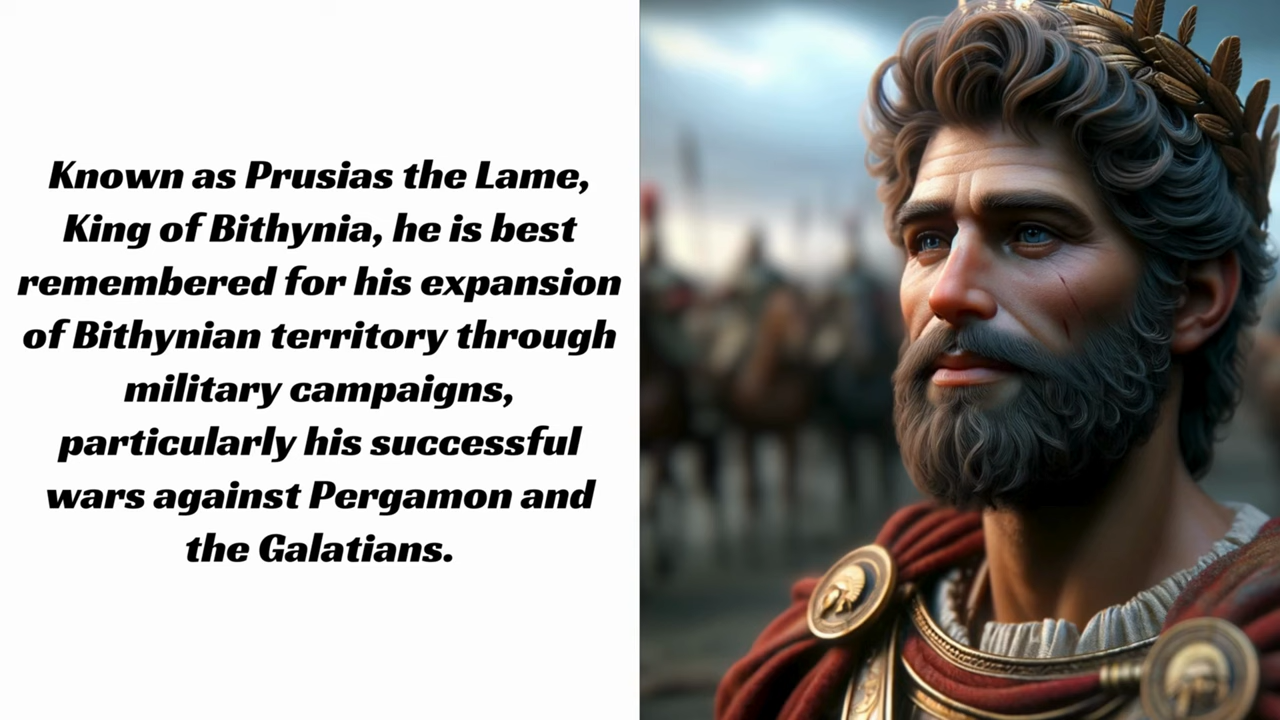 Known as Prusias the Lame,
King of Bithynia, he is best
remembered for his expansion
of Bithynian territory through
military campaigns,
particularly his successful
wars against Pergamon and
the Galatians.